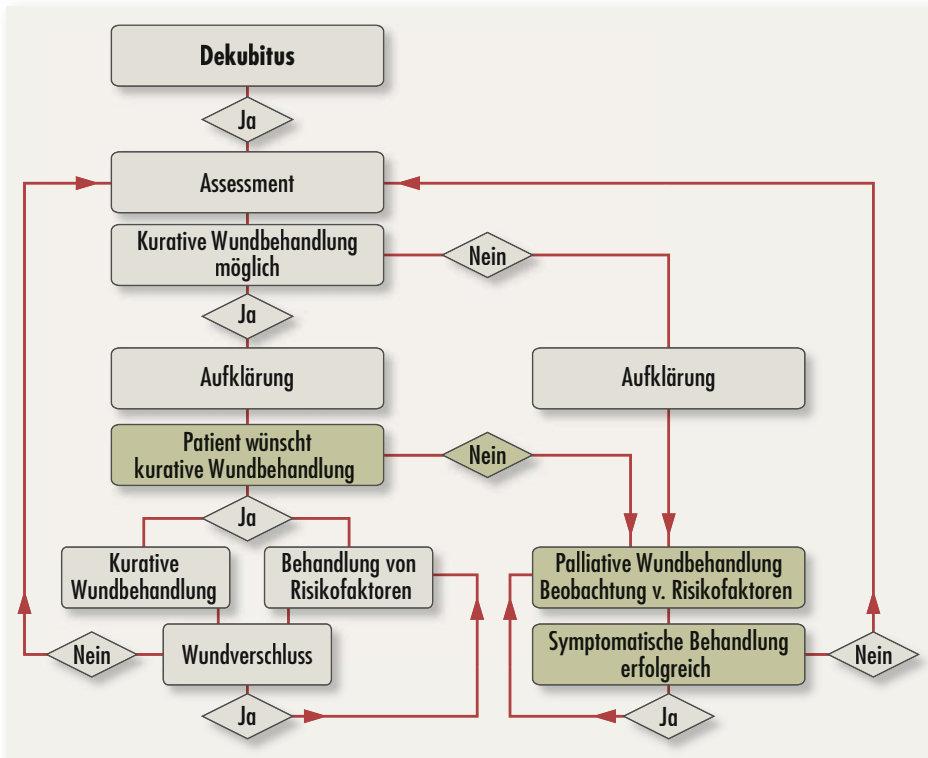 Dekubitus
Ja
Assessment
Kurative Wundbehandlung
möglich
Nein
Ja
Aufklärung
Aufklärung
Patient wünscht
kurative Wundbehandlung
Nein
Ja
Kurative
Wundbehandlung
Behandlung von
Risikofaktoren
Palliative Wundbehandlung
Beobachtung v. Risikofaktoren
Nein
Wundverschluss
Symptomatische Behandlung
erfolgreich
Nein
Ja
Ja